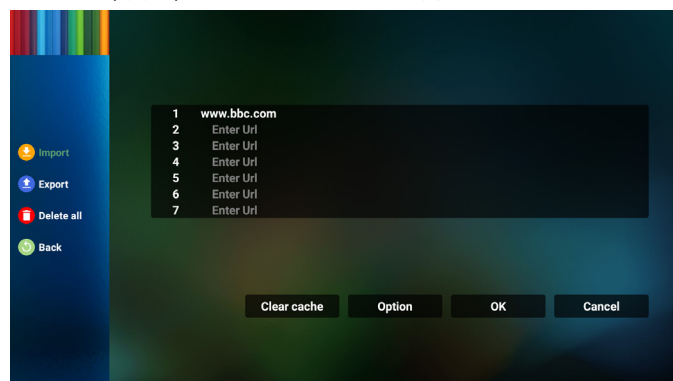 Import
Export
Delete all
Back
1 www.bbc.com
2 Enter Url
3 Enter Url
4 Enter Url
5 Enter Url
6 Enter Url
7 Enter Url
Clear cache Option OK Cancel